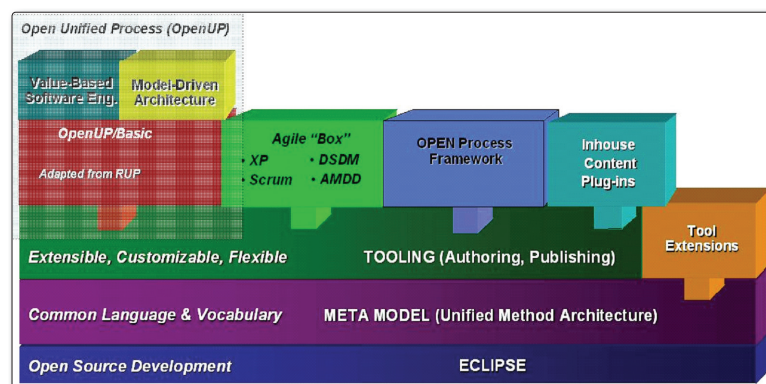 Open Unified Process (OpenUP)
Value-Based
Software Eng.
Model-Driven
Architecture
OpenUP/Basic
Adapted from RUP
Agile “Box”
• XP • DSDM
• Scrum • AMDD
OPEN Process
Framework
Inhouse
Content
Plug-ins
Tool
Extensions
Extensible, Customizable, Flexible TOOLING (Authoring, Publishing)
Common Language & Vocabulary META MODEL (Unified Method Architecture)
Open Source Development ECLIPSE